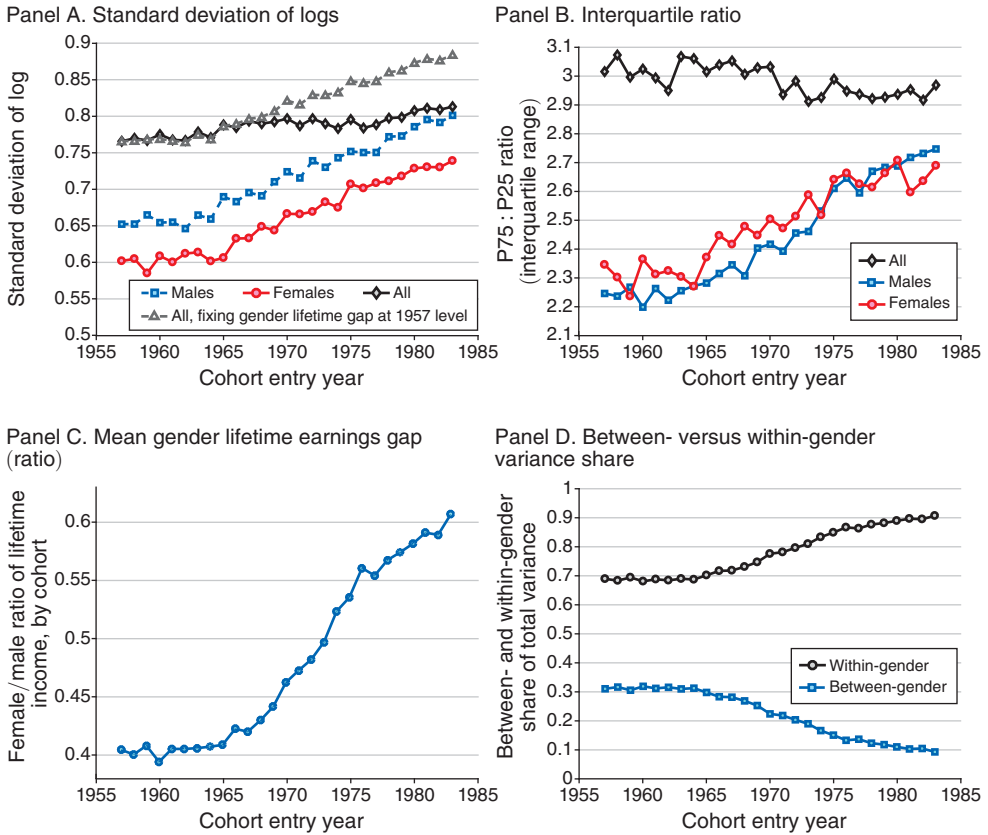 Panel A. Standard deviation of logs
0.9
0.85
0.8
0.75
0.7
0.65
0.6
0.55
0.5
Standard deviation of log
Males
Females
All
All, fixing gender lifetime gap at 1957 level
1955 1960 1965 1970 1975 1980 1985
Cohort entry year
Panel B. Interquartile ratio
3.1
3
2.9
2.8
2.7
2.6
2.5
2.4
2.3
2.2
2.1
P75 : P25 ratio
(interquartile range)
All
Males
Females
1955 1960 1965 1970 1975 1980 1985
Cohort entry year
Panel C. Mean gender lifetime earnings gap
(ratio)
0.6
0.55
0.5
0.45
0.4
Female/male ratio of lifetime
income, by cohort
1955 1960 1965 1970 1975 1980 1985
Cohort entry year
Panel D. Between- versus within-gender
variance share
1
0.9
0.8
0.7
0.6
0.5
0.4
0.3
0.2
0.1
0
Between- and within-gender
share of total variance
Within-gender
Between-gender
1955 1960 1965 1970 1975 1980 1985
Cohort entry year